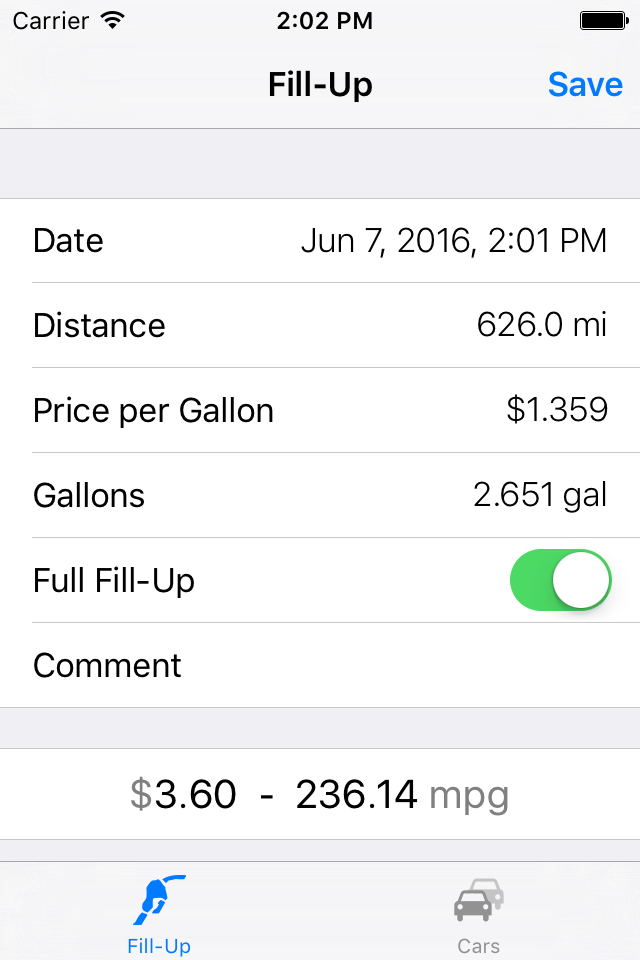 Carrier 2:02 PM
Fill-Up Save
Date Jun 7, 2016, 2:01 PM
Distance 626.0 mi
Price per Gallon $1.359
Gallons 2.651 gal
Full Fill-Up
Comment
$3.60 - 236.14 mpg
Fill-Up Cars